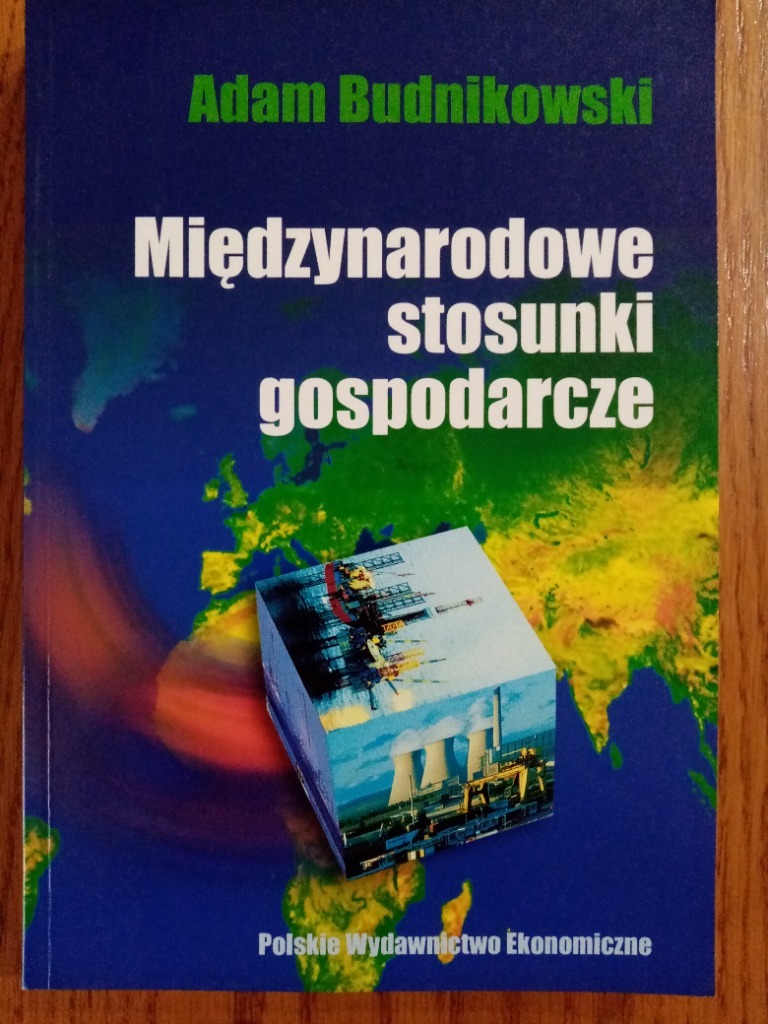 Adam Budnikowski
Międzynarodowe
stosunki
gospodarcze
Polskie Wydawnictwo Ekonomiczne